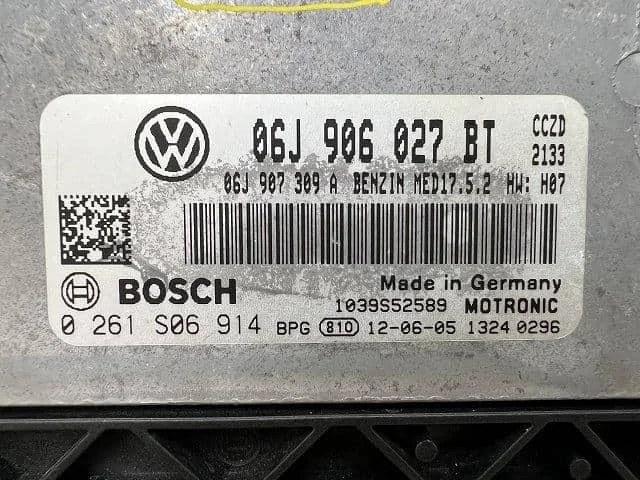 06J 906 027 BT CCZD
2133
06J 907 309 A BENZIN MED17.5.2 HW: H07
BOSCH Made in Germany
1039S52589 MOTRONIC
0 261 S06 914 BPG 810 12-06-05 1324 0296